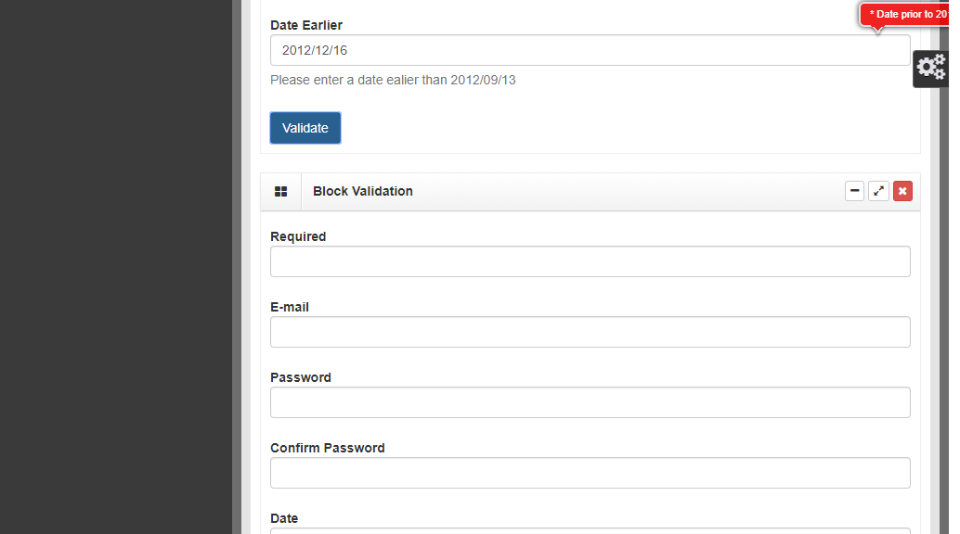 * Date prior to 20
Date Earlier
2012/12/16
Please enter a date ealier than 2012/09/13
Validate
Block Validation
Required
E-mail
Password
Confirm Password
Date